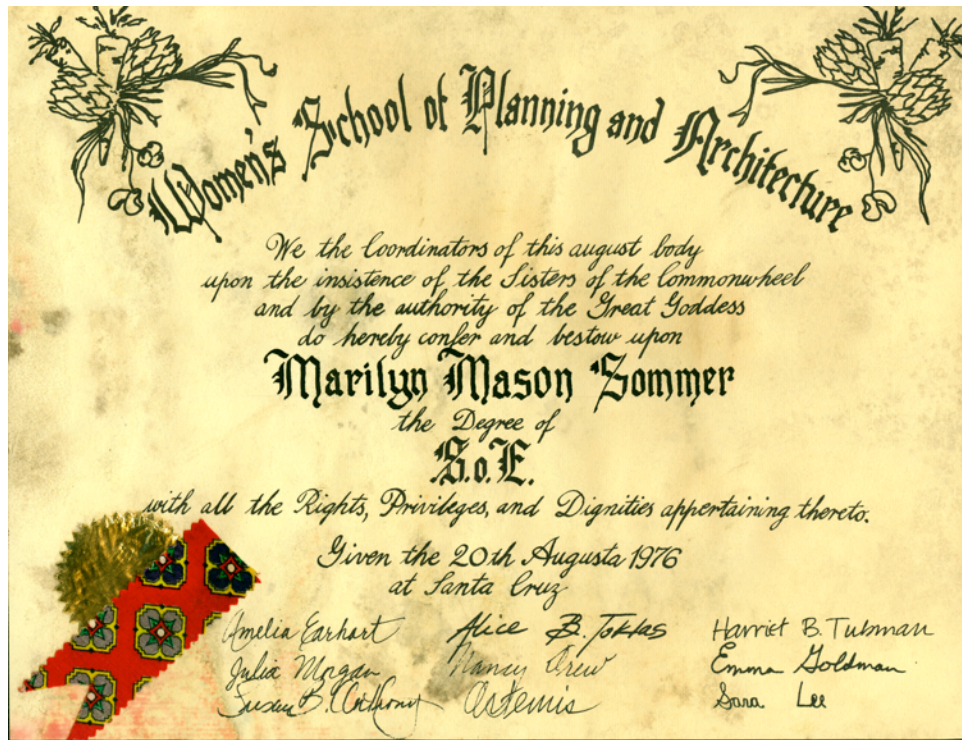 Women's School of Planning and Architecture
We the Coordinators of this august body
upon the insistence of the Sisters of the Commonwheel
and by the authority of the Great Goddess
do hereby confer and bestow upon
Marilyn Mason Sommer
the Degree of
S.o.E.
with all the Rights, Privileges, and Dignities appertaining thereto.
Given the 20th Augusta 1976
at Santa Cruz
Amelia Earhart Alice B. Toklas Harriet B. Tubman
Julia Morgan Nancy Drew Emma Goldman
Susan B. Anthony Artemis Sara Lee